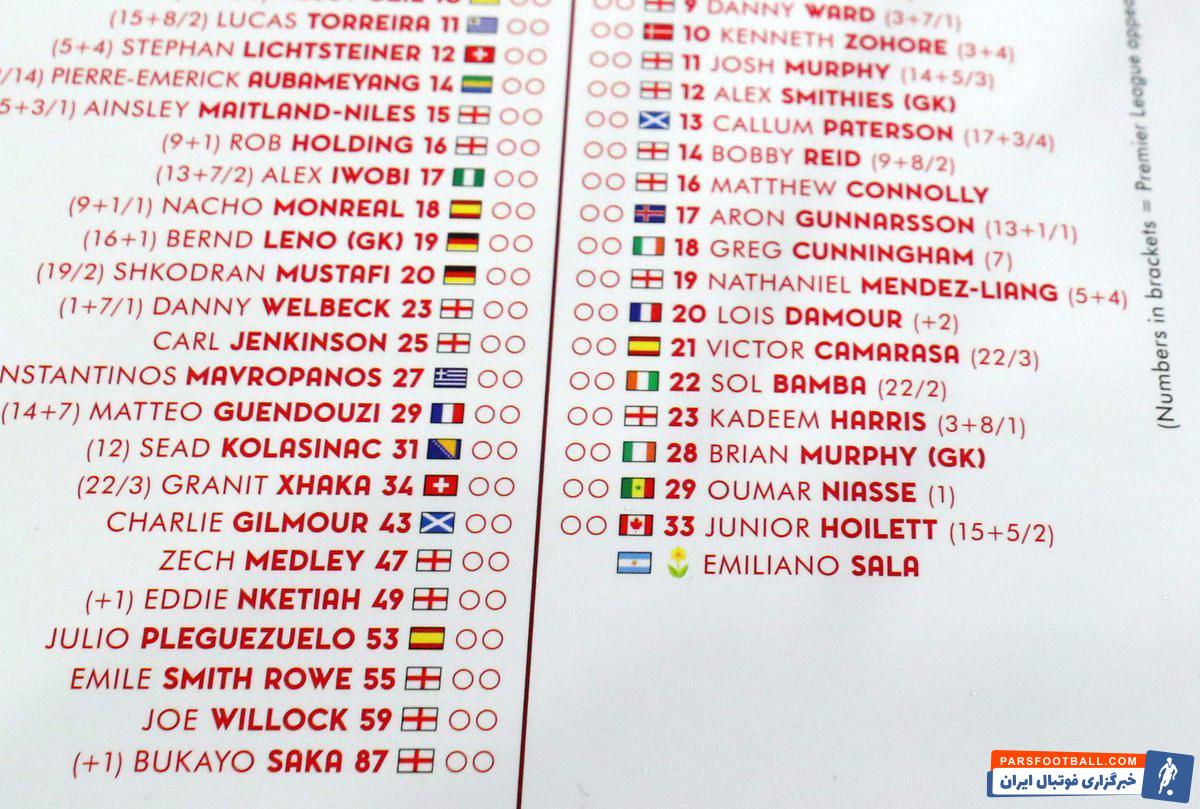 (15+8/2) LUCAS TORREIRA 11
(5+4) STEPHAN LICHTSTEINER 12
/14) PIERRE-EMERICK AUBAMEYANG 14
5+3/1) AINSLEY MAITLAND-NILES 15
(9+1) ROB HOLDING 16
(13+7/2) ALEX IWOBI 17
(9+1/1) NACHO MONREAL 18
(16+1) BERND LENO (GK) 19
(19/2) SHKODRAN MUSTAFI 20
(1+7/1) DANNY WELBECK 23
CARL JENKINSON 25
NSTANTINOS MAVROPANOS 27
(14+7) MATTEO GUENDOUZI 29
(12) SEAD KOLASINAC 31
(22/3) GRANIT XHAKA 34
CHARLIE GILMOUR 43
ZECH MEDLEY 47
(+1) EDDIE NKETIAH 49
JULIO PLEGUEZUELO 53
EMILE SMITH ROWE 55
JOE WILLOCK 59
(+1) BUKAYO SAKA 87
9 DANNY WARD (3+7/1)
10 KENNETH ZOHORE (3+4)
11 JOSH MURPHY (14+5/3)
12 ALEX SMITHIES (GK)
13 CALLUM PATERSON (17+3/4)
14 BOBBY REID (9+8/2)
16 MATTHEW CONNOLLY
17 ARON GUNNARSSON (13+1/1)
18 GREG CUNNINGHAM (7)
19 NATHANIEL MENDEZ-LIANG (5+4)
20 LOIS DAMOUR (+2)
21 VICTOR CAMARASA (22/3)
22 SOL BAMBA (22/2)
23 KADEEM HARRIS (3+8/1)
28 BRIAN MURPHY (GK)
29 OUMAR NIASSE (1)
33 JUNIOR HOILETT (15+5/2)
EMILIANO SALA
(Numbers in brackets = Premier League appea
PARSFOOTBALL.COM
خبرگزاری فوتبال ایران